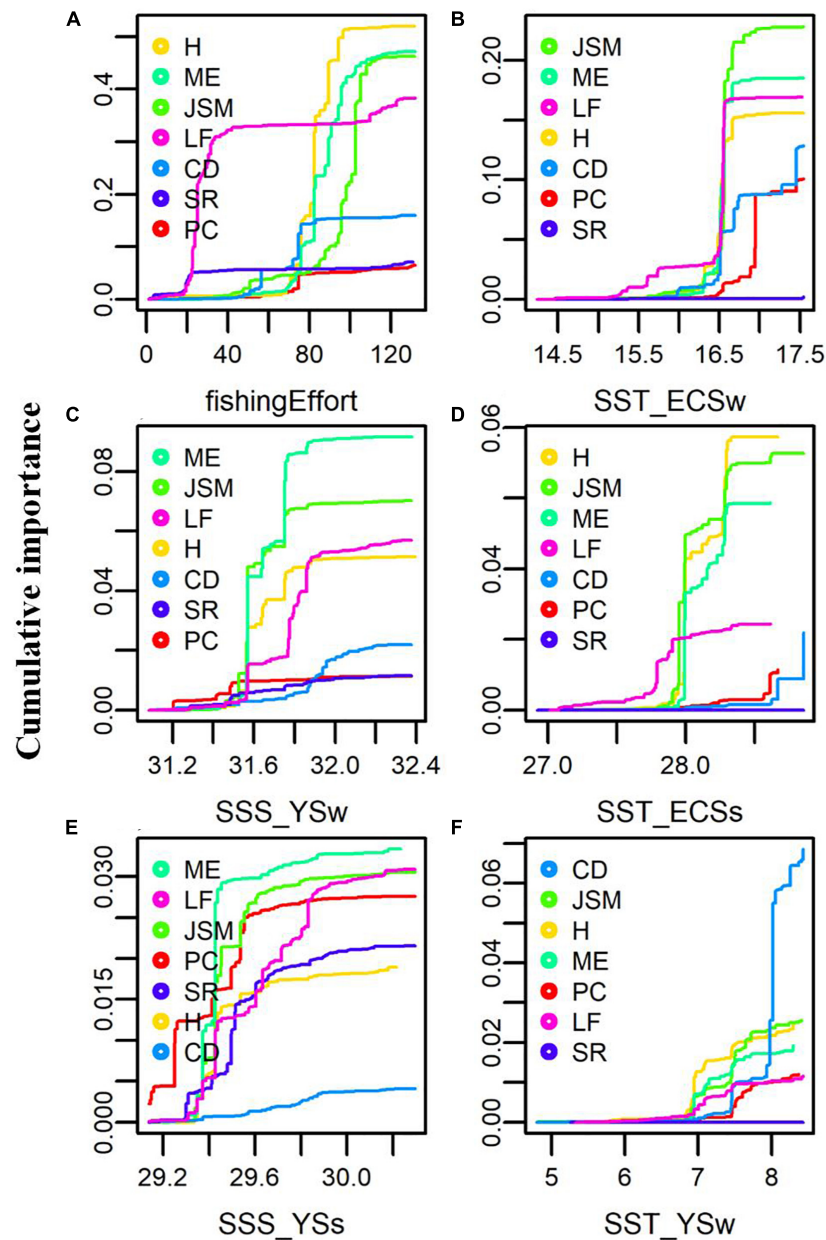 A
H
ME
JSM
LF
CD
SR
PC
0.4
0.2
0.0
0 40 80 120
fishingEffort
B
JSM
ME
LF
H
CD
PC
SR
0.20
0.10
0.00
14.5 15.5 16.5 17.5
SST_ECSw
Cumulative importance
C
ME
JSM
LF
H
CD
SR
PC
0.08
0.04
0.00
31.2 31.6 32.0 32.4
SSS_YSw
D
H
JSM
ME
LF
CD
PC
SR
0.06
0.04
0.00
27.0 28.0
SST_ECSs
E
ME
LF
JSM
PC
SR
H
CD
0.030
0.015
0.000
29.2 29.6 30.0
SSS_YSs
F
CD
JSM
H
ME
PC
LF
SR
0.06
0.04
0.02
0.00
5 6 7 8
SST_YSw